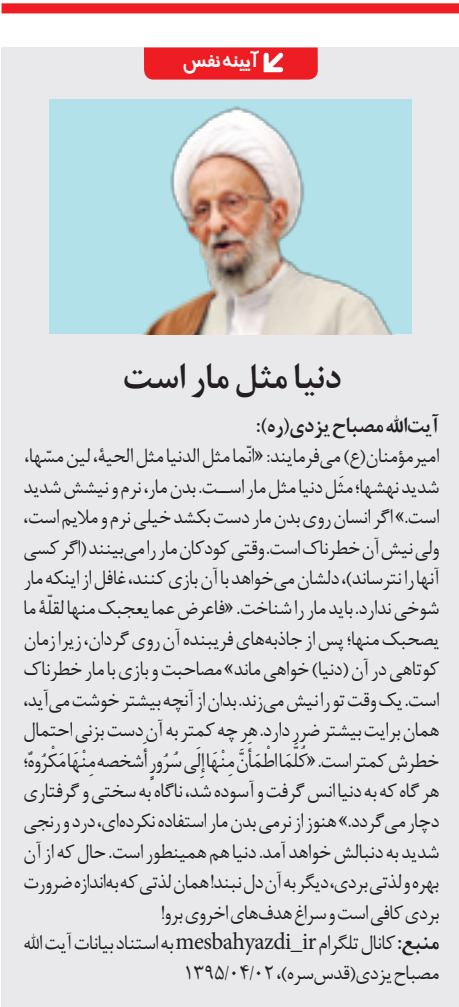 آیینه نفس
دنیا مثل مار است
آیت‌الله مصباح یزدی(ره):
امیرمؤمنان(ع) می‌فرمایند: «انّما مثل الدنیا مثل الحیة، لین مسّها،
شدید نهشها؛ مثَل دنیا مثل مار اســت. بدن مار، نرم و نیشش شدید
است.» اگر انسان روی بدن مار دست بکشد خیلی نرم و ملایم است،
ولی نیش آن خطرناک است. وقتی کودکان مار را می‌بینند (اگر کسی
آنها را نترساند)، دلشان می‌خواهد با آن بازی کنند، غافل از اینکه مار
شوخی ندارد. باید مار را شناخت. «فاعرض عما یعجبک منها لقلّة ما
یصحبک منها؛ پس از جاذبه‌های فریبنده آن روی گردان، زیرا زمان
کوتاهی در آن (دنیا) خواهی ماند» مصاحبت و بازی با مار خطرناک
است. یک وقت تو را نیش می‌زند. بدان از آنچه بیشتر خوشت می‌آید،
همان برایت بیشتر ضرر دارد. هر چه کمتر به آن دست بزنی احتمال
خطرش کمتر است. «کُلَّمَا اطْمَأَنَّ مِنْهَا إِلَی سُرُورٍ أشخصه مِنْهَا مَکْرُوهٌ؛
هر گاه که به دنیا انس گرفت و آسوده شد، ناگاه به سختی و گرفتاری
دچار می‌گردد.» هنوز از نرمی بدن مار استفاده نکرده‌ای، درد و رنجی
شدید به دنبالش خواهد آمد. دنیا هم همینطور است. حال که از آن
بهره و لذتی بردی، دیگر به آن دل نبند! همان لذتی که به‌اندازه ضرورت
بردی کافی است و سراغ هدف‌های اخروی برو!
منبع: کانال تلگرام mesbahyazdi_ir به استناد بیانات آیت الله
مصباح یزدی(قدس‌سره)، ۱۳۹۵/۰۴/۰۲